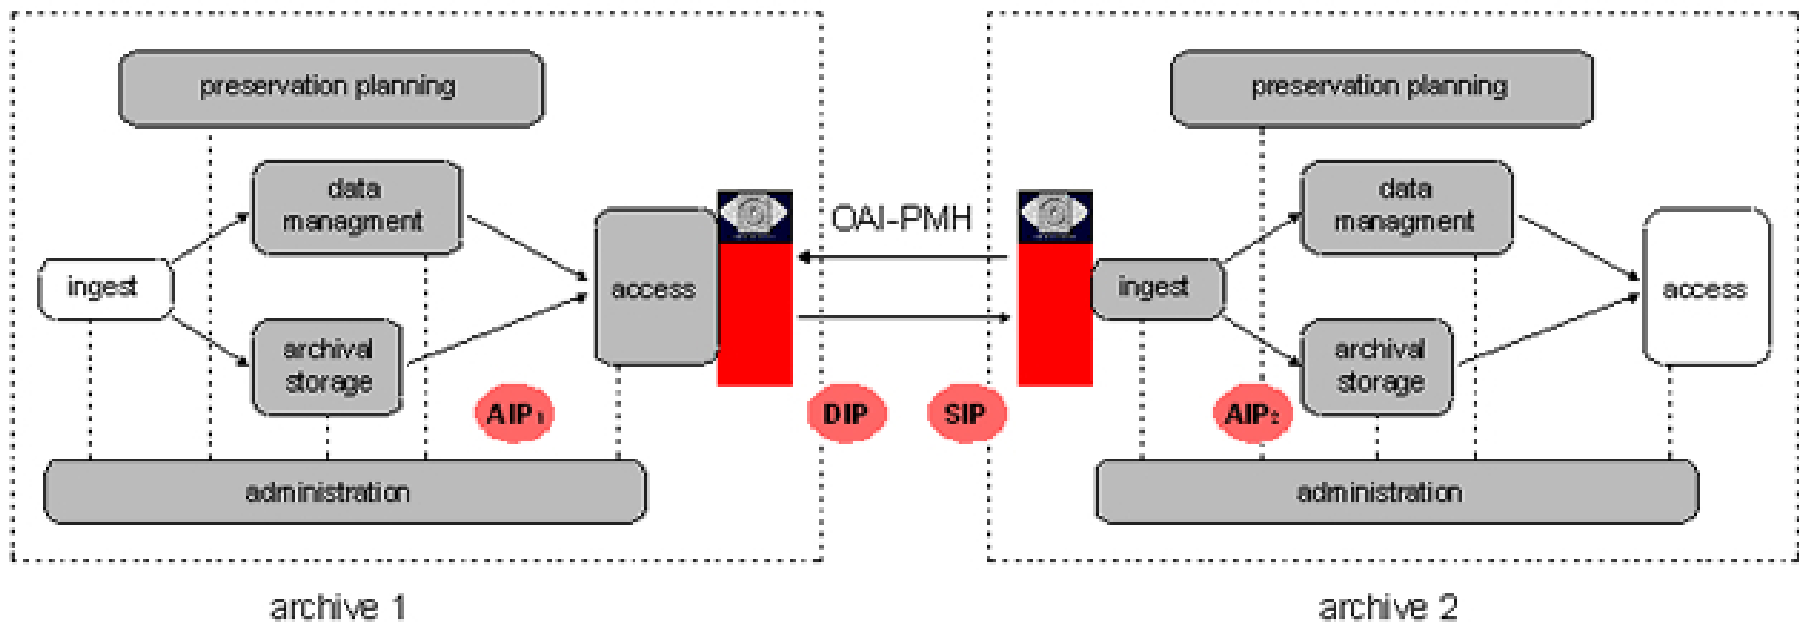 preservation planning
data
managment
ingest
archival
storage
access
AIP1
administration
archive 1
OAI-PMH
DIP
SIP
preservation planning
data
managment
ingest
archival
storage
access
AIP2
administration
archive 2